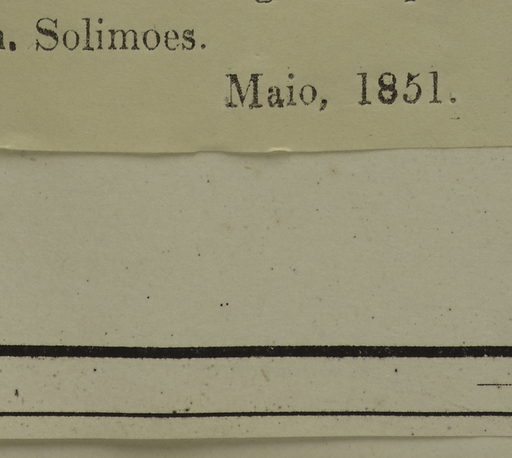 Solimoes.
Maio, 1851.